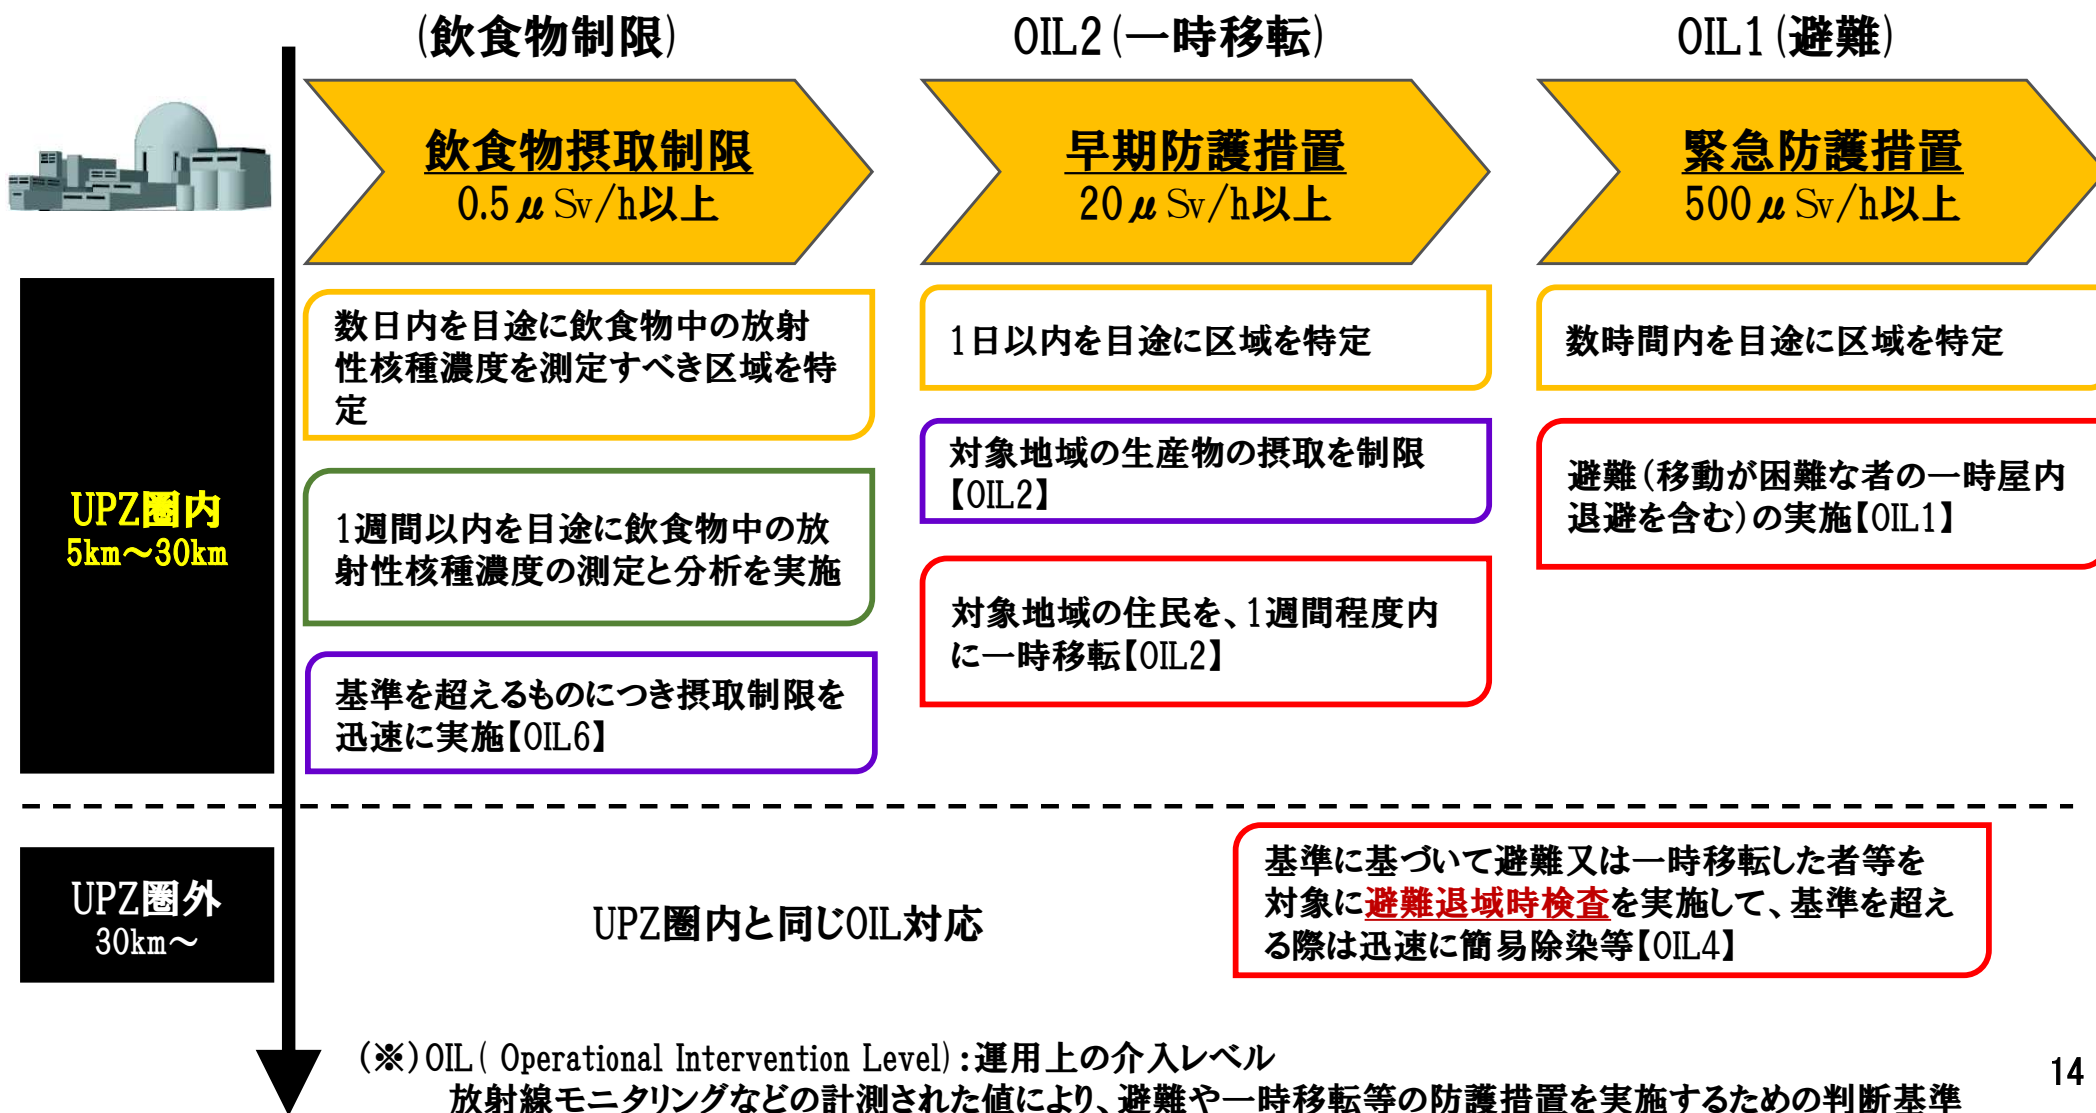 (飲食物制限)
OIL2(一時移転)
OIL1(避難)
飲食物摂取制限
0.5μSv/h以上
早期防護措置
20μSv/h以上
緊急防護措置
500μSv/h以上
UPZ圏内
5km～30km
数日内を目途に飲食物中の放射
性核種濃度を測定すべき区域を特
定
1週間以内を目途に飲食物中の放
射性核種濃度の測定と分析を実施
基準を超えるものにつき摂取制限を
迅速に実施【OIL6】
1日以内を目途に区域を特定
対象地域の生産物の摂取を制限
【OIL2】
対象地域の住民を、1週間程度内
に一時移転【OIL2】
数時間内を目途に区域を特定
避難(移動が困難な者の一時屋内
退避を含む)の実施【OIL1】
UPZ圏外
30km～
UPZ圏内と同じOIL対応
基準に基づいて避難又は一時移転した者等を
対象に避難退域時検査を実施して、基準を超え
る際は迅速に簡易除染等【OIL4】
(※)OIL( Operational Intervention Level):運用上の介入レベル
放射線モニタリングなどの計測された値により、避難や一時移転等の防護措置を実施するための判断基準
14